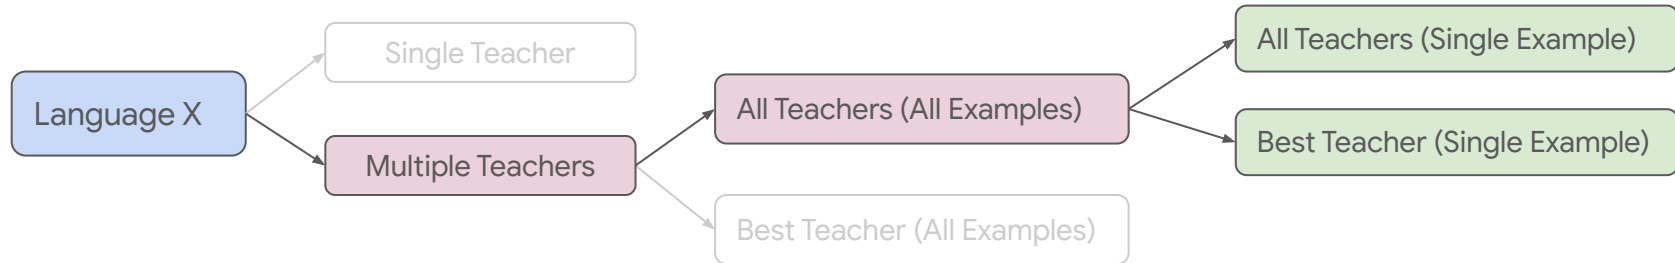 Language X
Single Teacher
Multiple Teachers
All Teachers (All Examples)
Best Teacher (All Examples)
All Teachers (Single Example)
Best Teacher (Single Example)